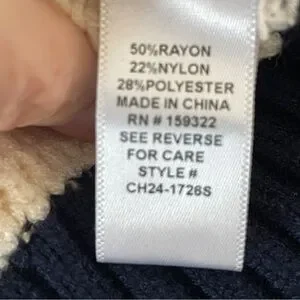 50%RAYON
22%NYLON
28%POLYESTER
MADE IN CHINA
RN # 159322
SEE REVERSE
FOR CARE
STYLE #
CH24-1726S